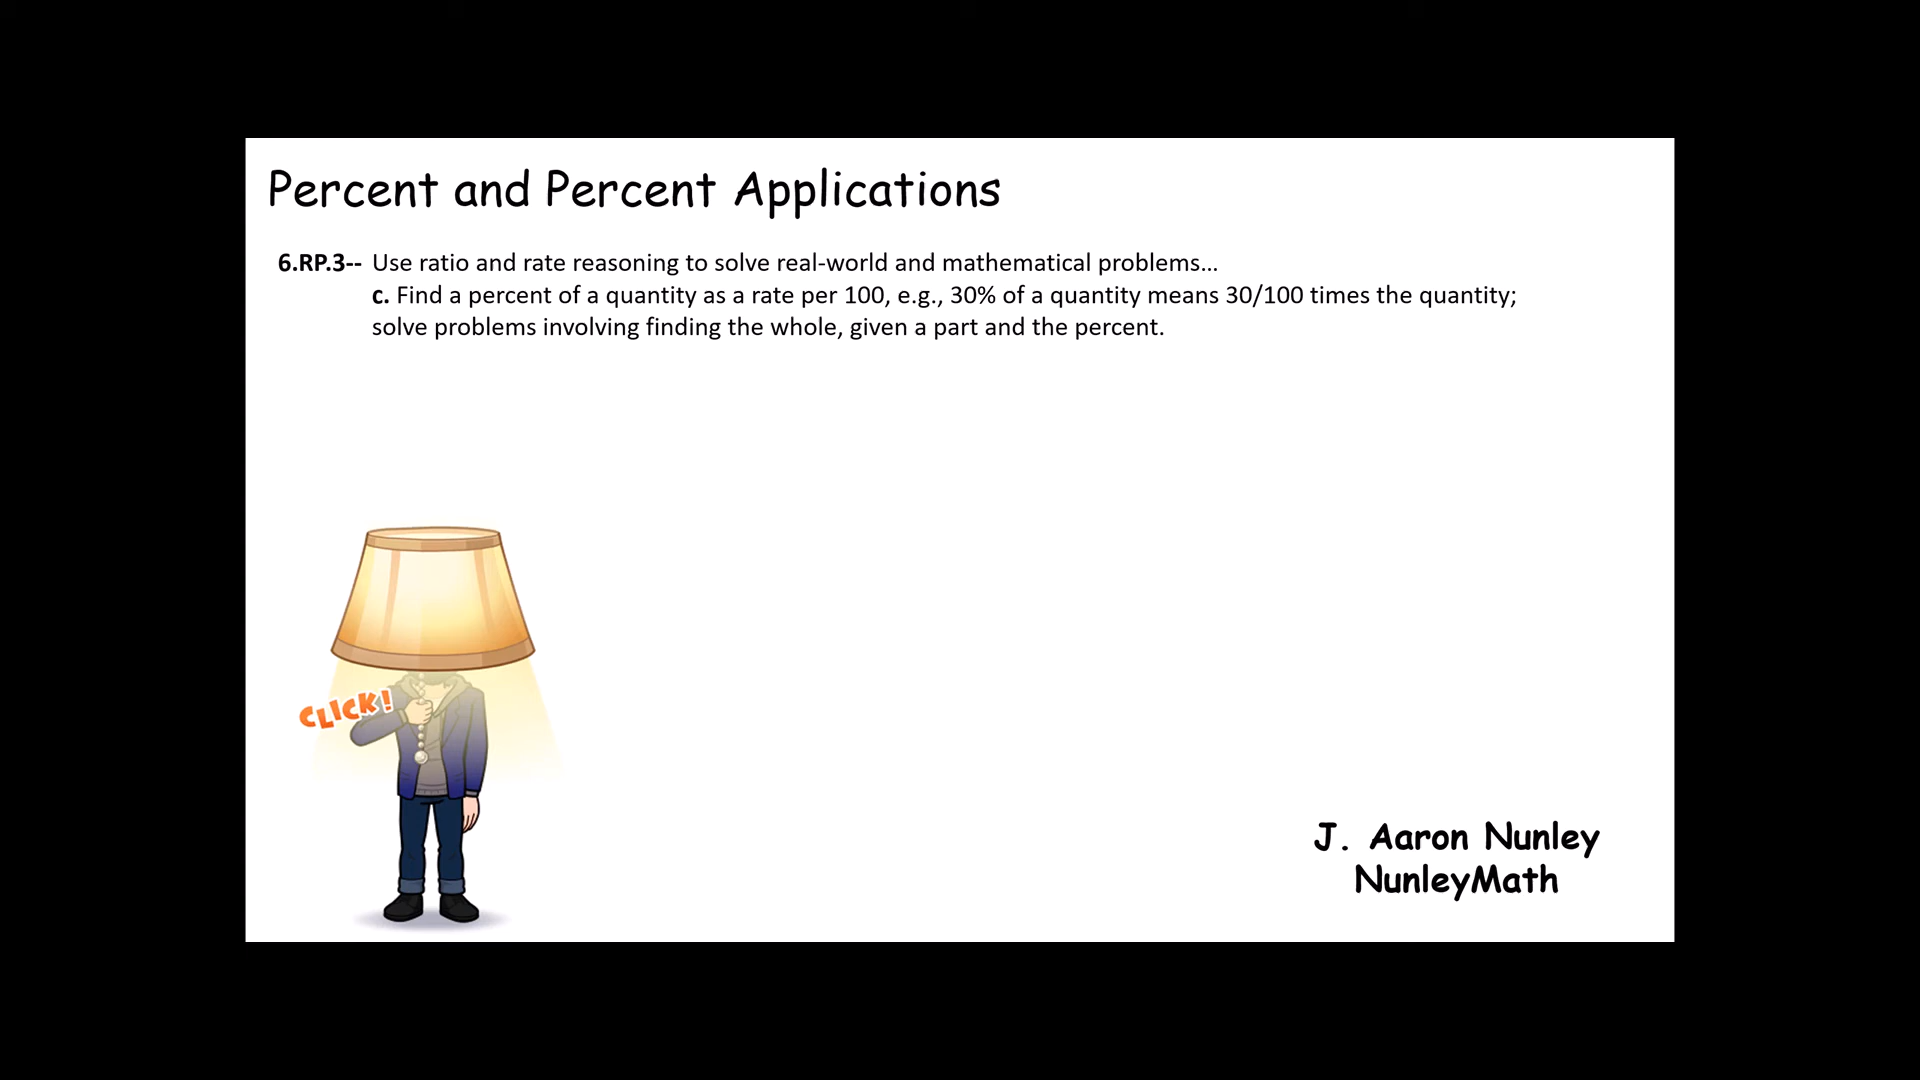 Percent and Percent Applications
6.RP.3-- Use ratio and rate reasoning to solve real-world and mathematical problems…
c. Find a percent of a quantity as a rate per 100, e.g., 30% of a quantity means 30/100 times the quantity;
solve problems involving finding the whole, given a part and the percent.
CLICK!
J. Aaron Nunley
NunleyMath